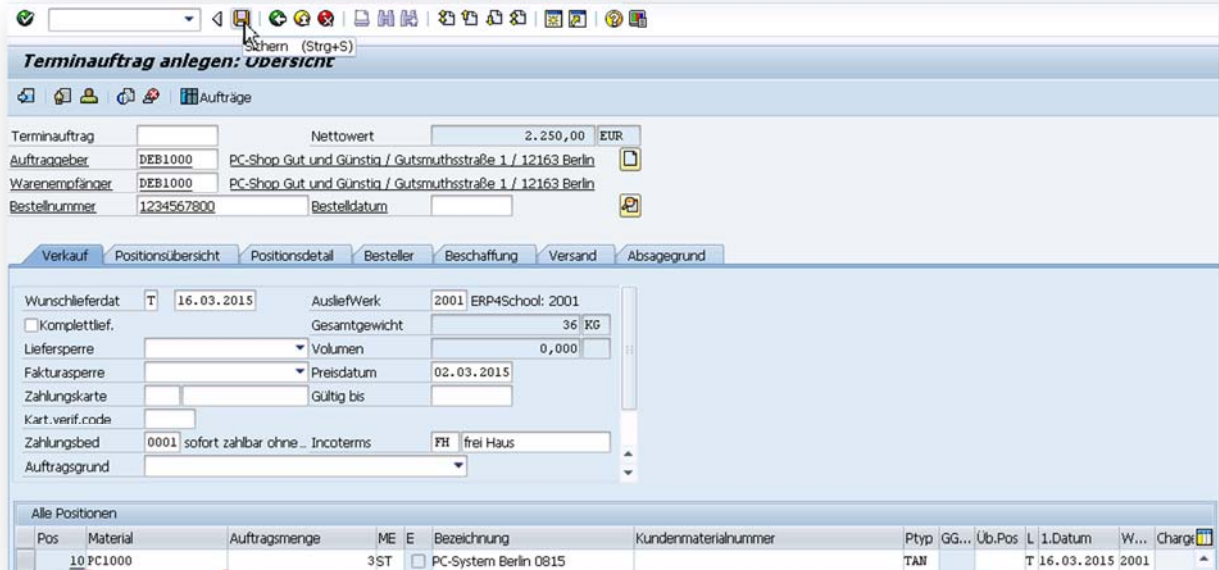 Sichern (Strg+S)
Terminauftrag anlegen: Übersicht
Aufträge
Terminauftrag Nettowert 2.250,00 EUR
Auftraggeber DEB1000 PC-Shop Gut und Günstig / Gutsmuthsstraße 1 / 12163 Berlin
Warenempfänger DEB1000 PC-Shop Gut und Günstig / Gutsmuthsstraße 1 / 12163 Berlin
Bestellnummer 1234567800 Bestelldatum
Verkauf Positionsübersicht Positionsdetail Besteller Beschaffung Versand Absagegrund
Wunschlieferdat T 16.03.2015 AusliefWerk 2001 ERP4School: 2001
Komplettlief. Gesamtgewicht 36 KG
Liefersperre Volumen 0,000
Fakturasperre Preisdatum 02.03.2015
Zahlungskarte Gültig bis
Kart.verif.code
Zahlungsbed 0001 sofort zahlbar ohne... Incoterms FH frei Haus
Auftragsgrund
Alle Positionen
Pos Material Auftragsmenge ME E Bezeichnung Kundenmaterialnummer Ptyp GG... Üb.Pos L 1.Datum W... Charge
10 PC1000 3 ST PC-System Berlin 0815 TAN T 16.03.2015 2001